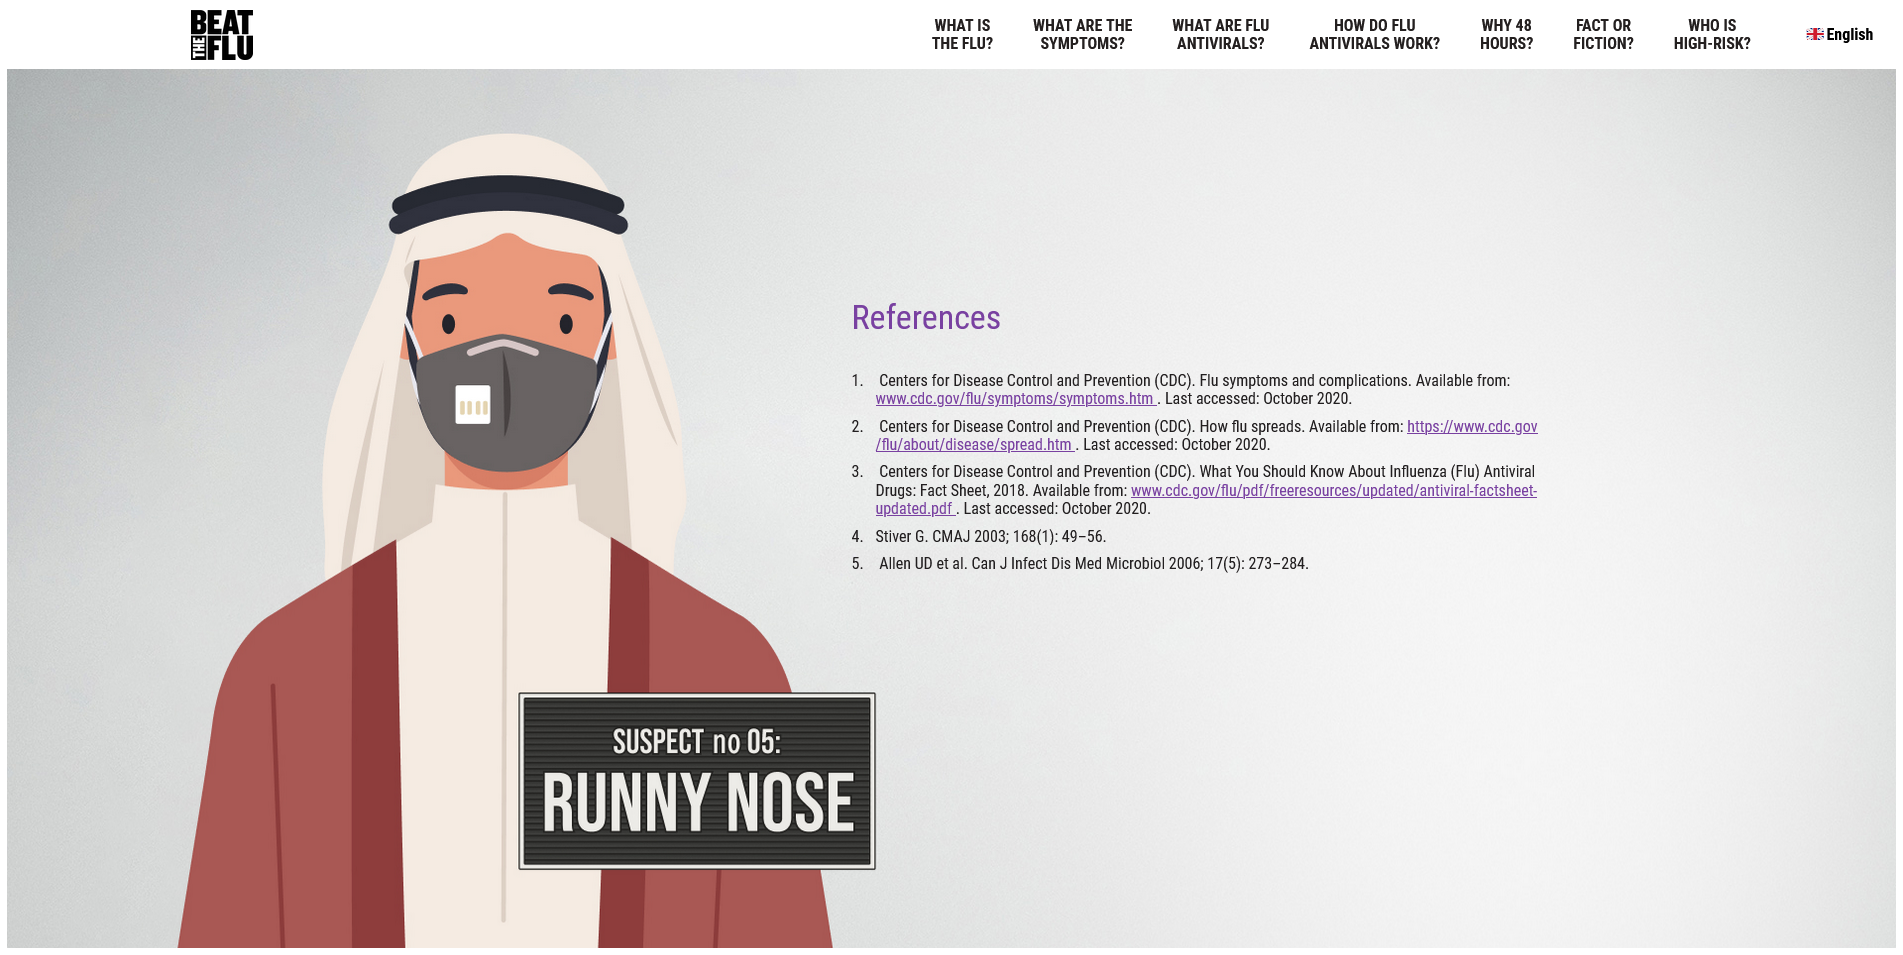 BEAT
THE
FLU
WHAT IS
THE FLU?
WHAT ARE THE
SYMPTOMS?
WHAT ARE FLU
ANTIVIRALS?
HOW DO FLU
ANTIVIRALS WORK?
WHY 48
HOURS?
FACT OR
FICTION?
WHO IS
HIGH-RISK?
English
References
1. Centers for Disease Control and Prevention (CDC). Flu symptoms and complications. Available from:
www.cdc.gov/flu/symptoms/symptoms.htm . Last accessed: October 2020.
2. Centers for Disease Control and Prevention (CDC). How flu spreads. Available from: https://www.cdc.gov
/flu/about/disease/spread.htm . Last accessed: October 2020.
3. Centers for Disease Control and Prevention (CDC). What You Should Know About Influenza (Flu) Antiviral
Drugs: Fact Sheet, 2018. Available from: www.cdc.gov/flu/pdf/freeresources/updated/antiviral-factsheet-
updated.pdf . Last accessed: October 2020.
4. Stiver G. CMAJ 2003; 168(1): 49–56.
5. Allen UD et al. Can J Infect Dis Med Microbiol 2006; 17(5): 273–284.
SUSPECT no 05:
RUNNY NOSE